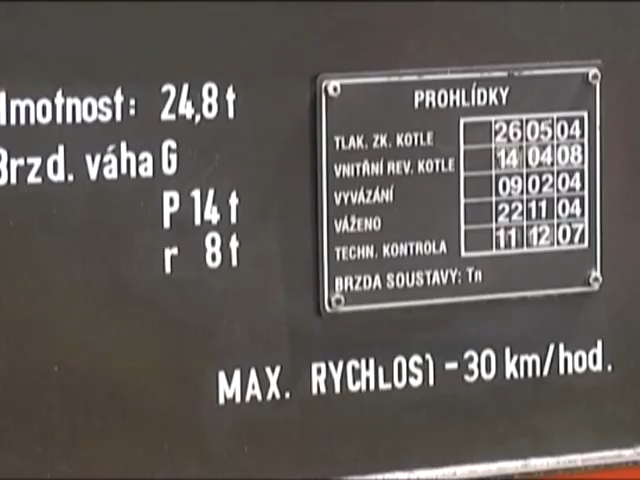 Hmotnost: 24,8 t
Brzd. váha G
P 14 t
r 8 t
PROHLÍDKY
TLAK. ZK. KOTLE 26 05 04
VNITŘNÍ REV. KOTLE 14 04 08
VYVÁZÁNÍ 09 02 04
VÁŽENO 22 11 04
TECHN. KONTROLA 11 12 07
BRZDA SOUSTAVY: Tn
MAX. RYCHLOST - 30 km/hod.